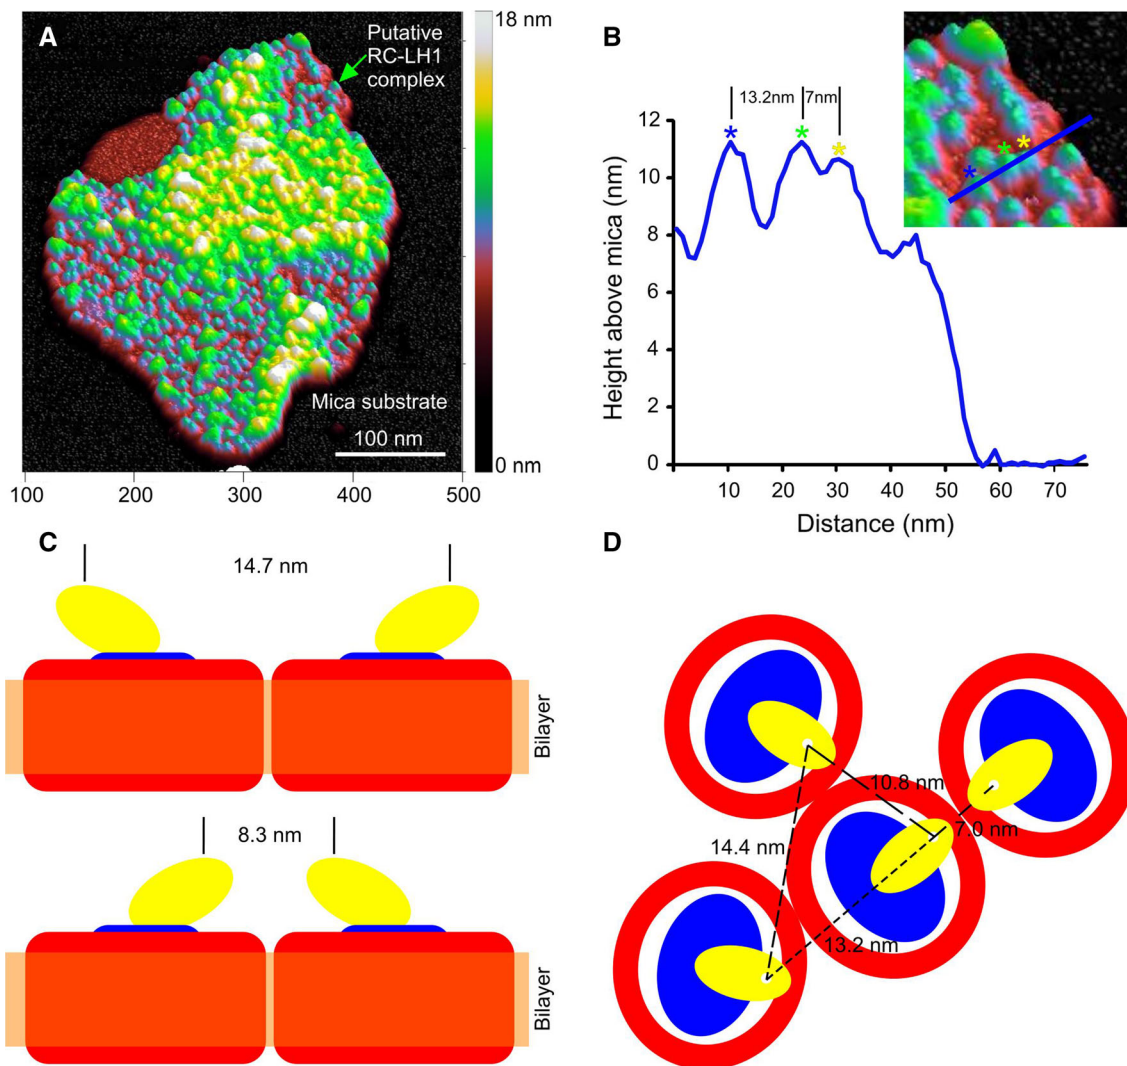 A
Putative
RC-LH1
complex
18 nm
Mica substrate
100 nm
0 nm
100 200 300 400 500
B
13.2nm 7nm
* * *
* * *
12
10
8
6
4
2
0
Height above mica (nm)
10 20 30 40 50 60 70
Distance (nm)
C
14.7 nm
Bilayer
8.3 nm
Bilayer
D
10.8 nm
7.0 nm
14.4 nm
13.2 nm